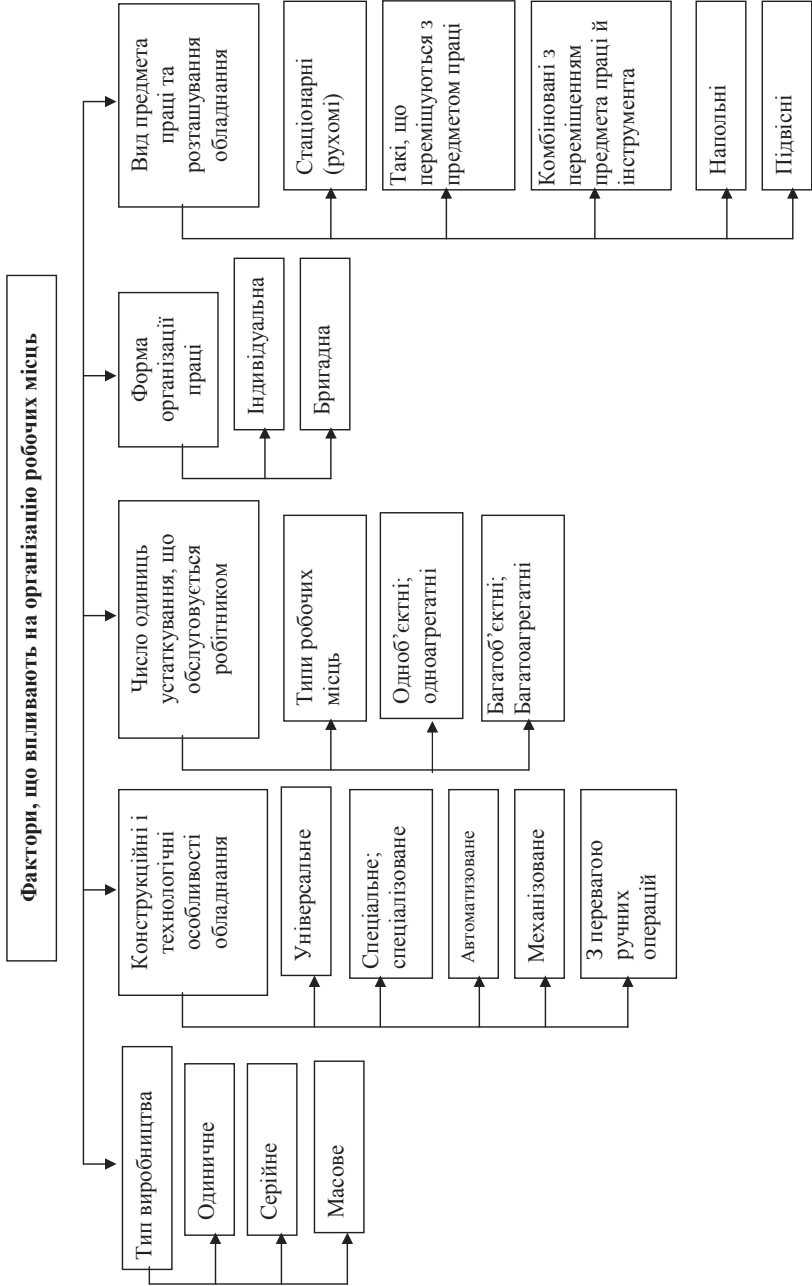 Фактори, що впливають на організацію робочих місць
Тип виробництва
Одиничне
Серійне
Масове
Конструкційні і
технологічні
особливості
обладнання
Універсальне
Спеціальне;
спеціалізоване
Автоматизоване
Механізоване
З перевагою
ручних
операцій
Число одиниць
устаткування, що
обслуговується
робітником
Типи робочих
місць
Одноб’єктні;
одноагрегатні
Багатоб’єктні;
Багатоагрегатні
Форма
організації
праці
Індивідуальна
Бригадна
Вид предмета
праці та
розташування
обладнання
Стаціонарні
(рухомі)
Такі, що
переміщуються з
предметом праці
Комбіновані з
переміщенням
предмета праці й
інструмента
Напольні
Підвісні